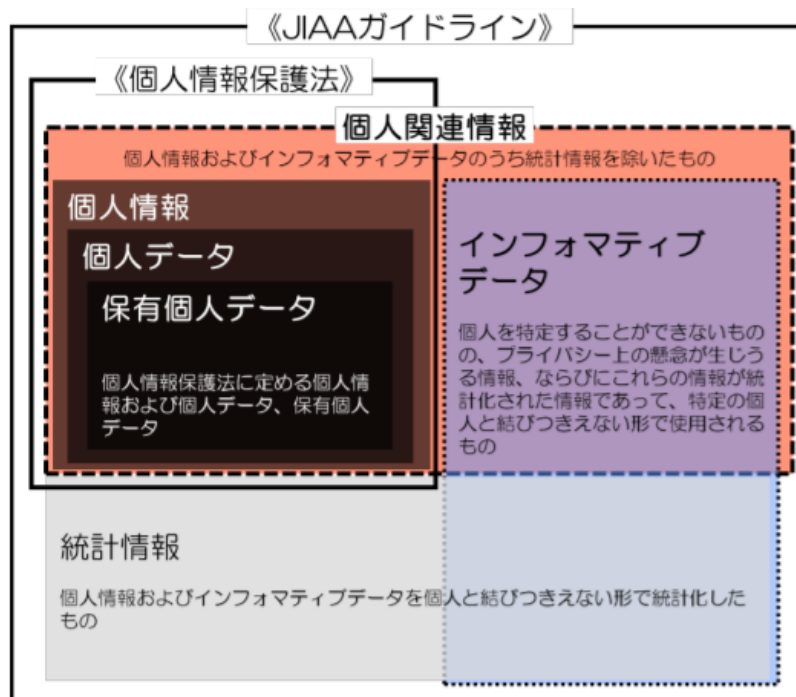 《JIAAガイドライン》
《個人情報保護法》
個人関連情報
個人情報およびインフォマティブデータのうち統計情報を除いたもの
個人情報
個人データ
保有個人データ
個人情報保護法に定める個人情
報および個人データ、保有個人
データ
インフォマティブ
データ
個人を特定することができないもの
の、プライバシー上の懸念が生じう
る情報、ならびにこれらの情報が統
計化された情報であって、特定の個
人と結びつきえない形で使用される
もの
統計情報
個人情報およびインフォマティブデータを個人と結びつきえない形で統計化した
もの